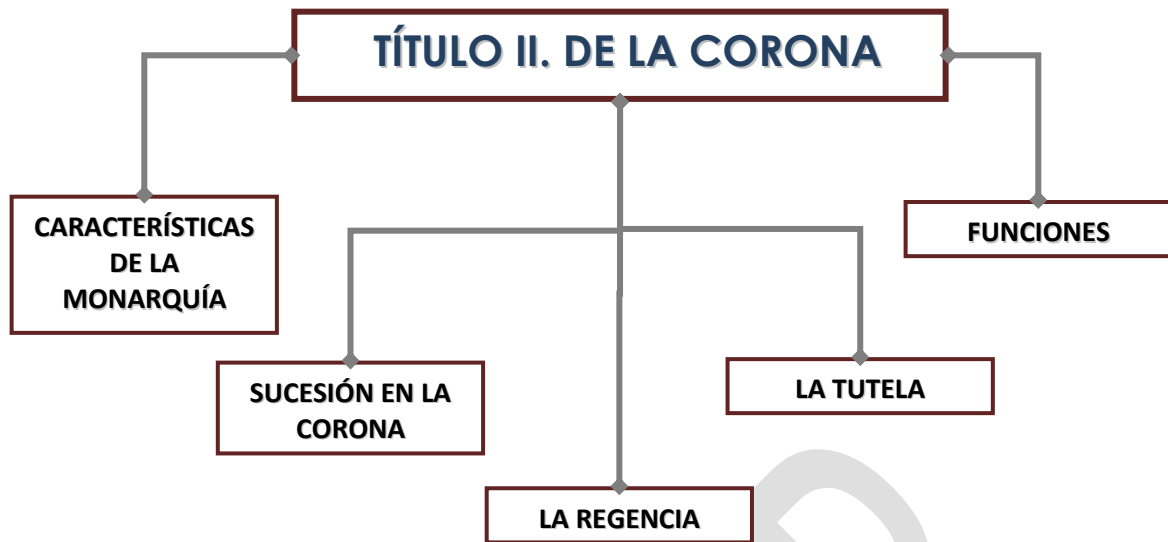 TÍTULO II. DE LA CORONA
CARACTERÍSTICAS
DE LA
MONARQUÍA
FUNCIONES
SUCESIÓN EN LA
CORONA
LA TUTELA
LA REGENCIA